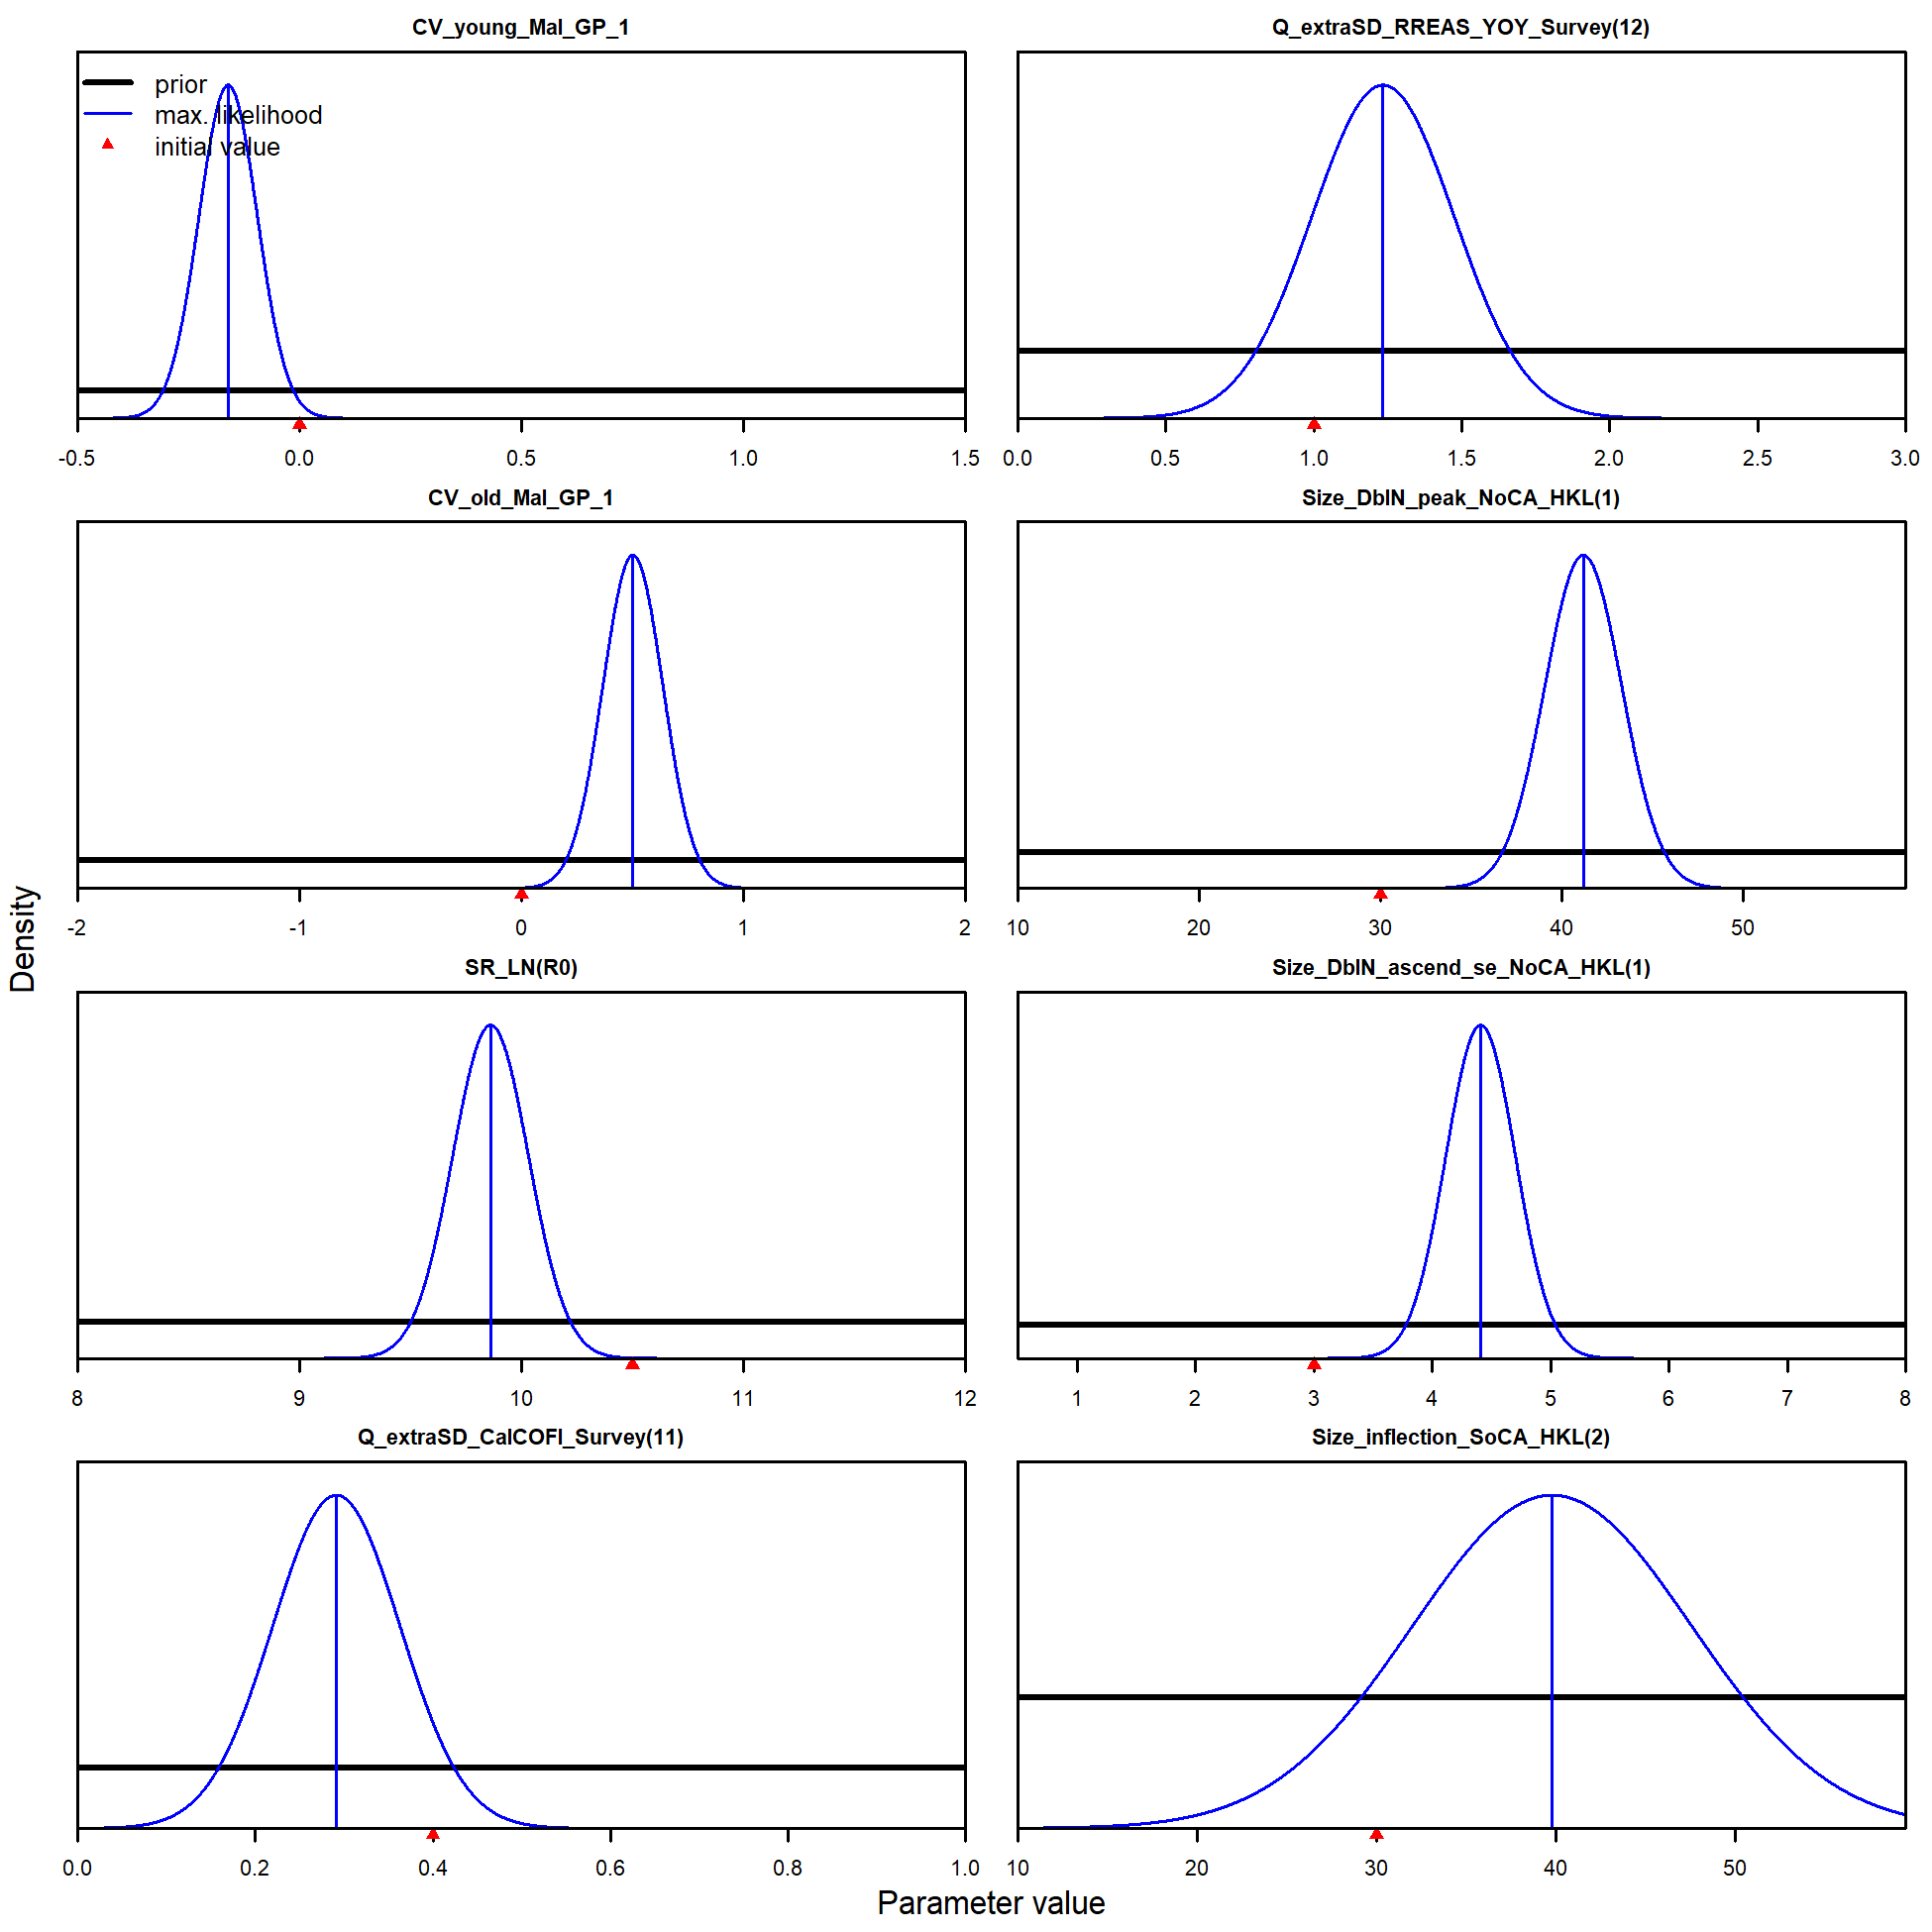 CV_young_Mal_GP_1
prior
max. likelihood
initial value
-0.5 0.0 0.5 1.0 1.5
Q_extraSD_RREAS_YOY_Survey(12)
0.0 0.5 1.0 1.5 2.0 2.5 3.0
CV_old_Mal_GP_1
-2 -1 0 1 2
Size_DblN_peak_NoCA_HKL(1)
10 20 30 40 50
SR_LN(R0)
8 9 10 11 12
Size_DblN_ascend_se_NoCA_HKL(1)
1 2 3 4 5 6 7 8
Q_extraSD_CalCOFI_Survey(11)
0.0 0.2 0.4 0.6 0.8 1.0
Size_inflection_SoCA_HKL(2)
10 20 30 40 50
Density
Parameter value